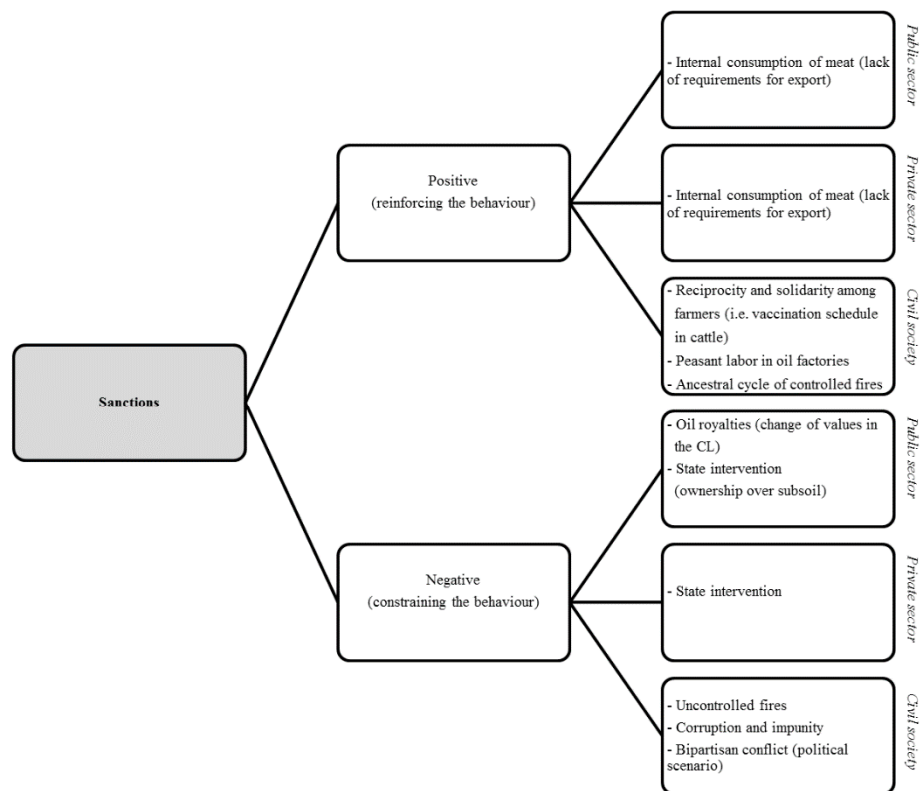 Sanctions
Positive
(reinforcing the behaviour)
- Internal consumption of meat (lack
of requirements for export)
Public sector
- Internal consumption of meat (lack
of requirements for export)
Private sector
- Reciprocity and solidarity among
farmers (i.e. vaccination schedule
in cattle)
- Peasant labor in oil factories
- Ancestral cycle of controlled fires
Civil society
Negative
(constraining the behaviour)
- Oil royalties (change of values in
the CL)
- State intervention
(ownership over subsoil)
Public sector
- State intervention
Private sector
- Uncontrolled fires
- Corruption and impunity
- Bipartisan conflict (political
scenario)
Civil society